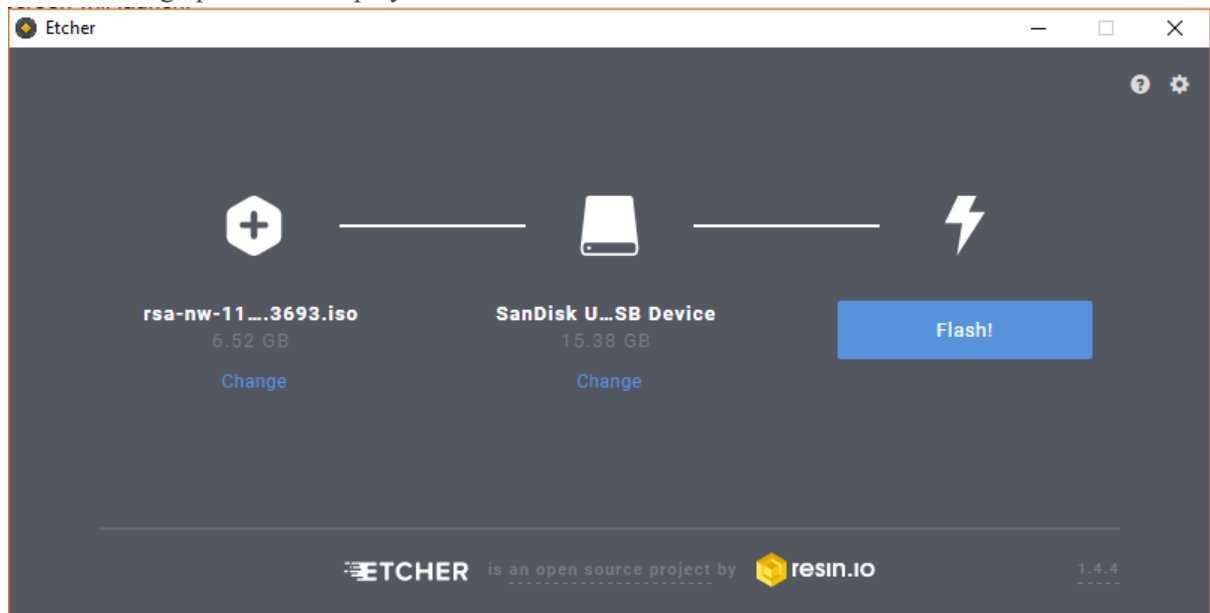 Etcher
rsa-nw-11....3693.iso
6.52 GB
Change
SanDisk U...SB Device
15.38 GB
Change
Flash!
ETCHER is an open source project by resin.io
1.4.4